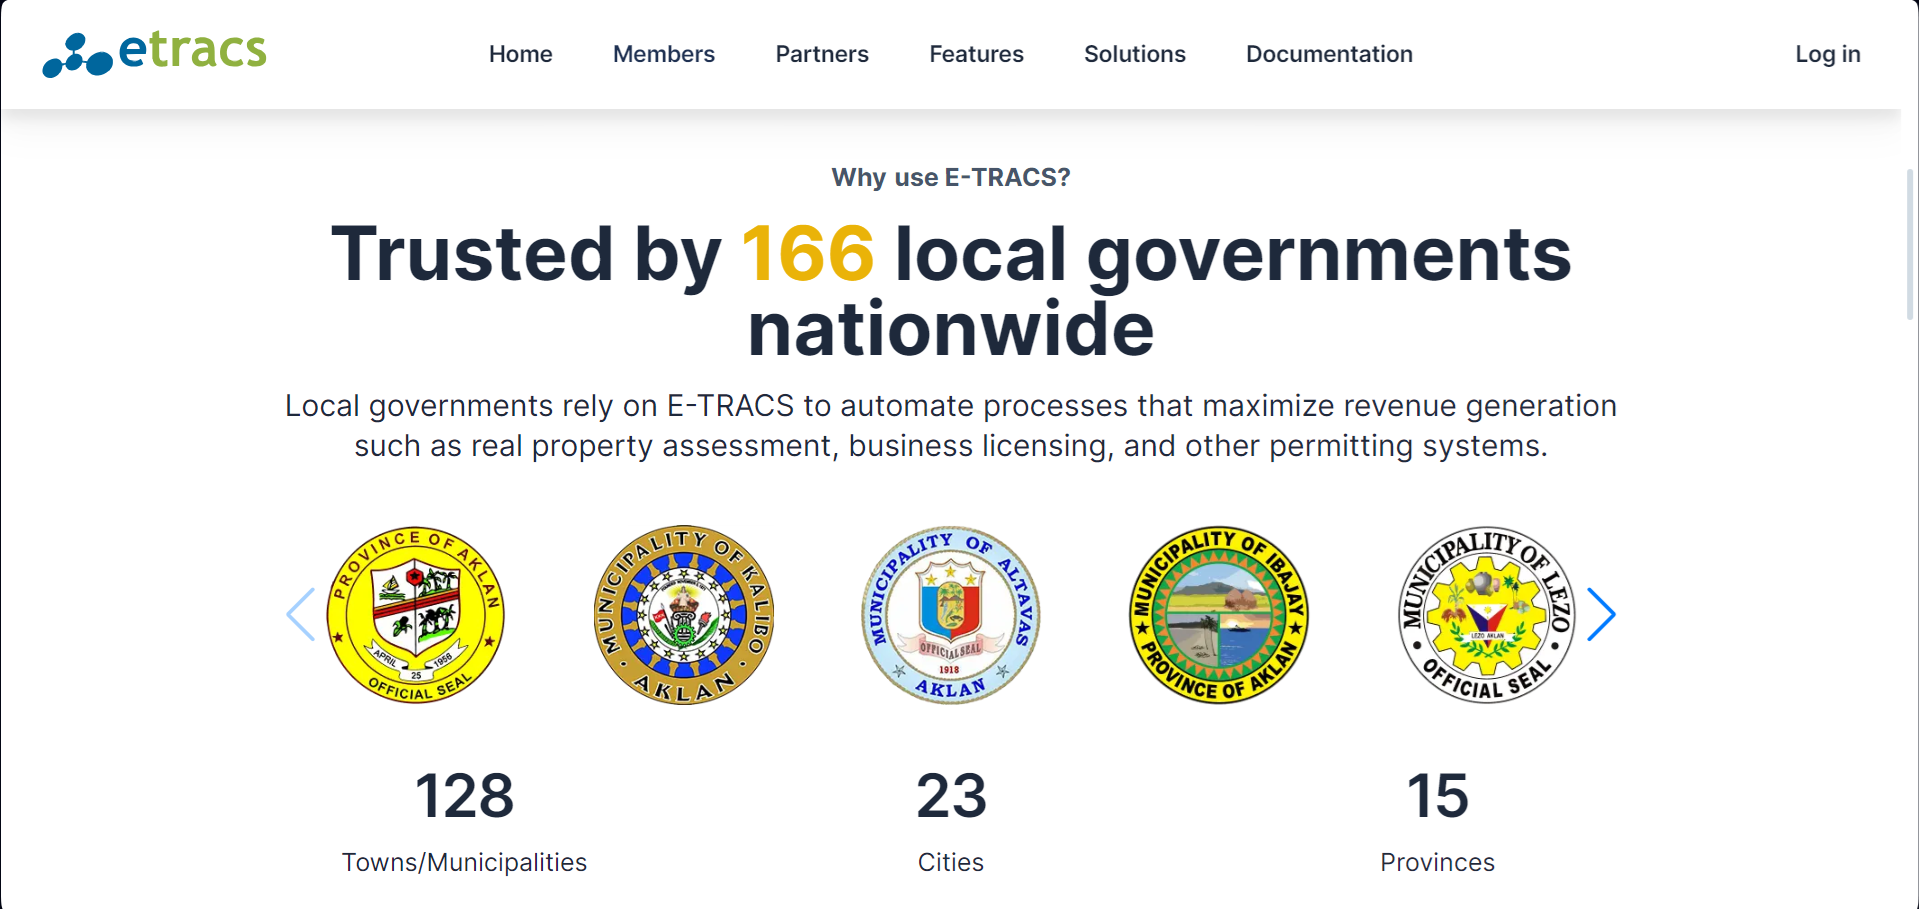 etracs
Home Members Partners Features Solutions Documentation Log in
Why use E-TRACS?
Trusted by 166 local governments
nationwide
Local governments rely on E-TRACS to automate processes that maximize revenue generation
such as real property assessment, business licensing, and other permitting systems.
PROVINCE OF AKLAN
APRIL 25 1956
OFFICIAL SEAL
MUNICIPALITY OF KALIBO
AKLAN
MUNICIPALITY OF ALTAVAS
OFFICIAL SEAL
1918
AKLAN
MUNICIPALITY OF IBAJAY
PROVINCE OF AKLAN
MUNICIPALITY OF LEZO
LEZO AKLAN
OFFICIAL SEAL
128 23 15
Towns/Municipalities Cities Provinces